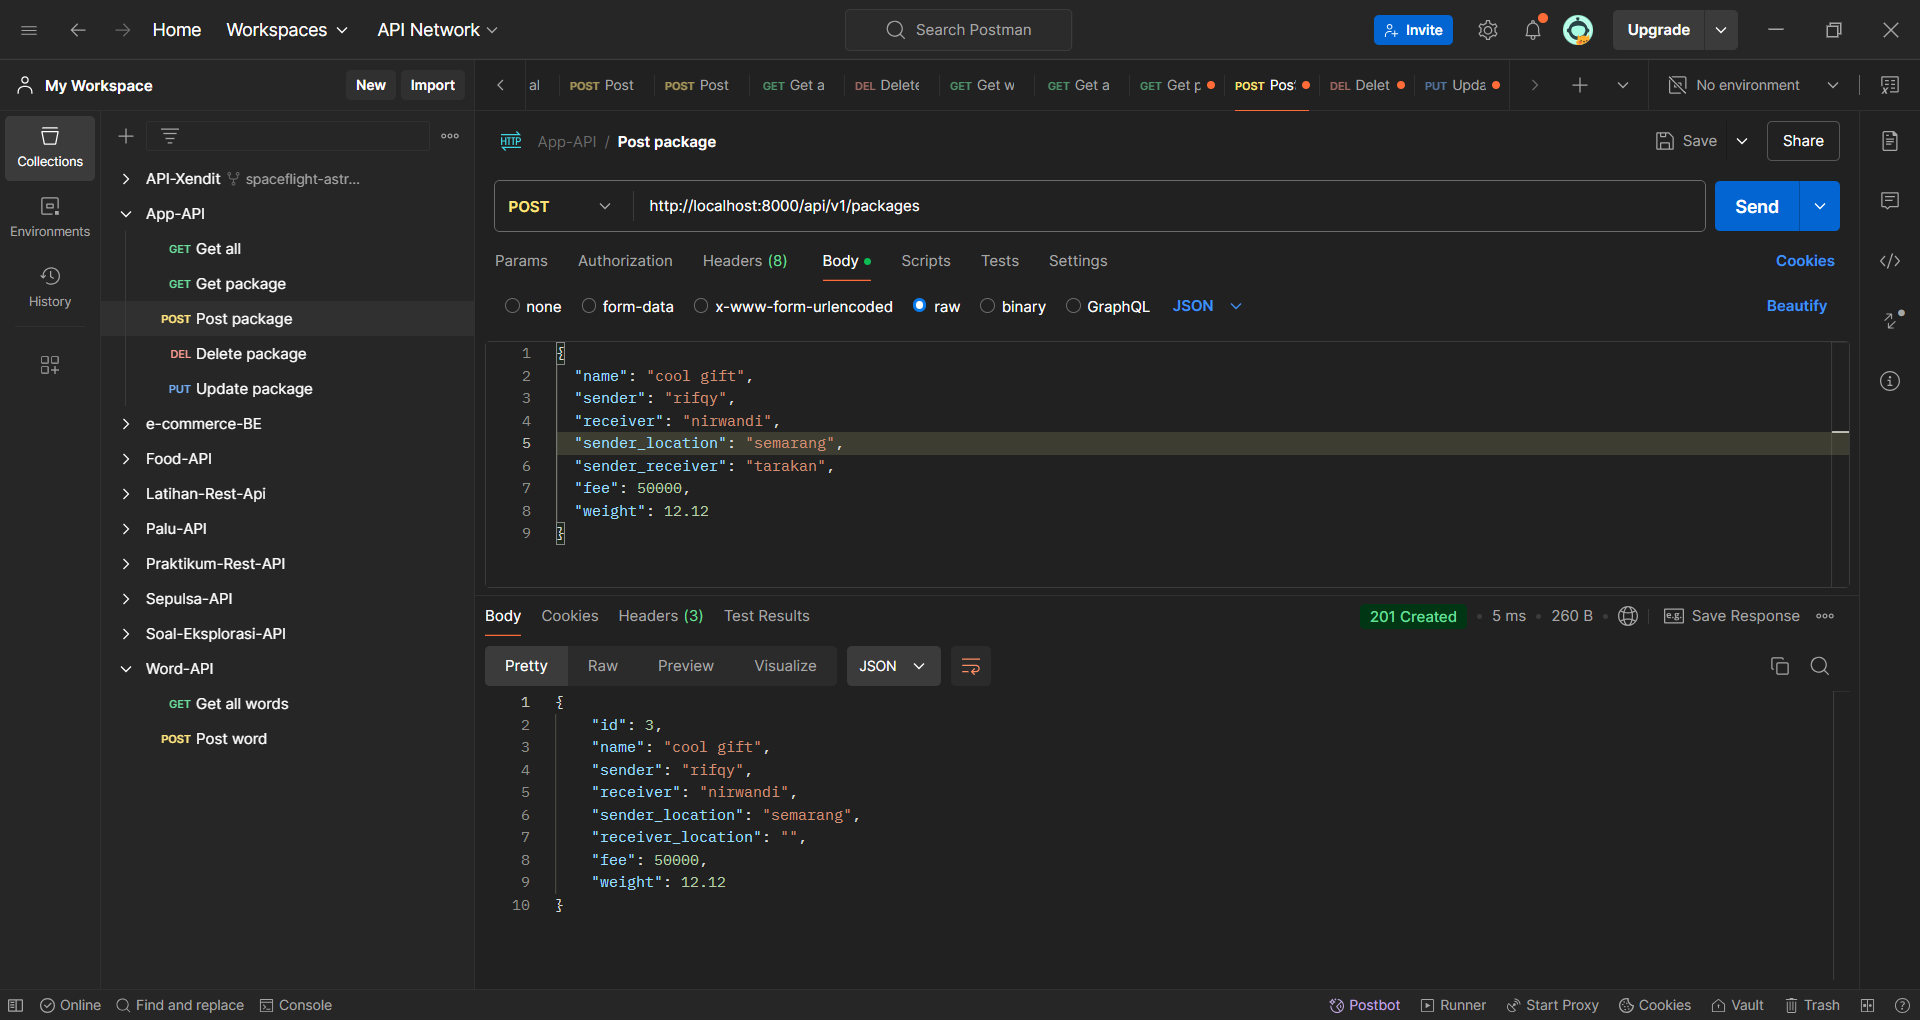 Home Workspaces API Network Search Postman Invite Upgrade
My Workspace New Import al POST Post POST Post GET Get a DEL Delete GET Get w GET Get a GET Get p POST Pos DEL Delet PUT Upda No environment
Collections
Environments
History
API-Xendit spaceflight-astr...
App-API
GET Get all
GET Get package
POST Post package
DEL Delete package
PUT Update package
e-commerce-BE
Food-API
Latihan-Rest-Api
Palu-API
Praktikum-Rest-API
Sepulsa-API
Soal-Eksplorasi-API
Word-API
GET Get all words
POST Post word
HTTP App-API / Post package Save Share
POST http://localhost:8000/api/v1/packages Send
Params Authorization Headers (8) Body Scripts Tests Settings Cookies
none form-data x-www-form-urlencoded raw binary GraphQL JSON Beautify
1 {
2 "name": "cool gift",
3 "sender": "rifqy",
4 "receiver": "nirwandi",
5 "sender_location": "semarang",
6 "sender_receiver": "tarakan",
7 "fee": 50000,
8 "weight": 12.12
9 }
Body Cookies Headers (3) Test Results 201 Created 5 ms 260 B e.g. Save Response
Pretty Raw Preview Visualize JSON
1 {
2 "id": 3,
3 "name": "cool gift",
4 "sender": "rifqy",
5 "receiver": "nirwandi",
6 "sender_location": "semarang",
7 "receiver_location": "",
8 "fee": 50000,
9 "weight": 12.12
10 }
Online Find and replace Console Postbot Runner Start Proxy Cookies Vault Trash